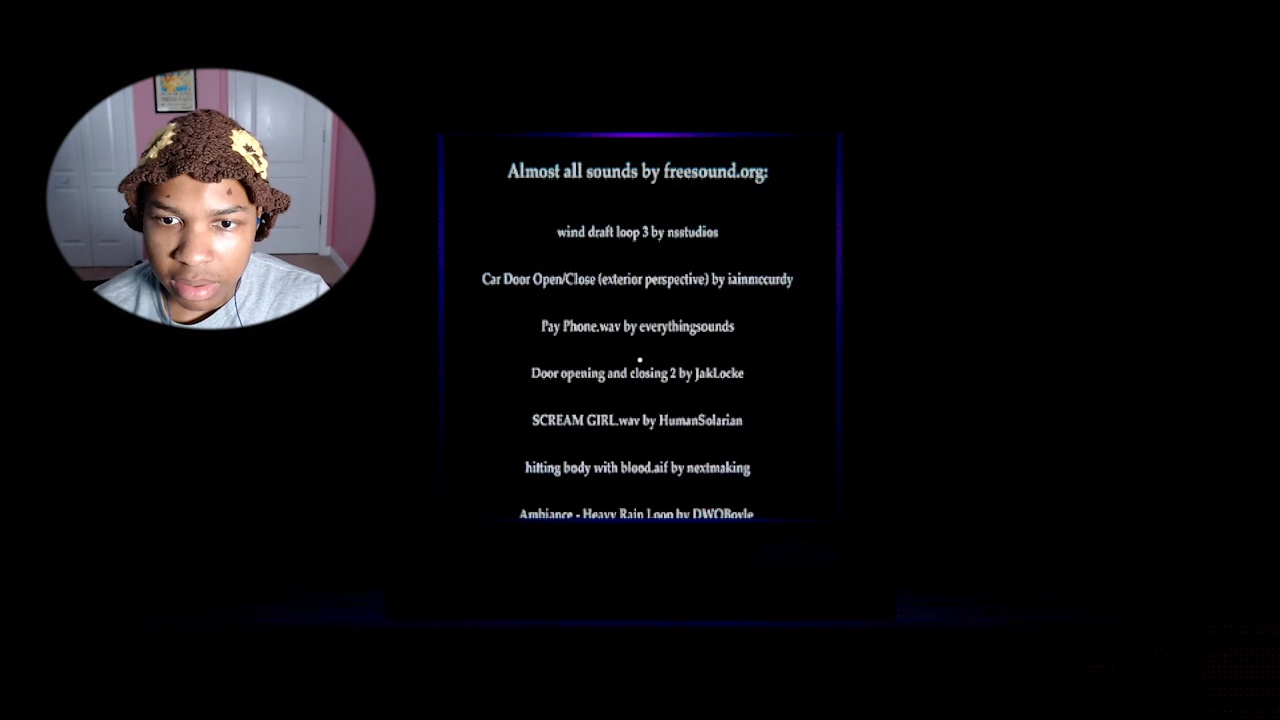 Almost all sounds by freesound.org:
wind draft loop 3 by nsstudios
Car Door Open/Close (exterior perspective) by iainmccurdy
Pay Phone.wav by everythingsounds
Door opening and closing 2 by JakLocke
SCREAM GIRL.wav by HumanSolarian
hitting body with blood.aif by nextmaking
Ambiance - Heavy Rain Loop by DWOBoyle